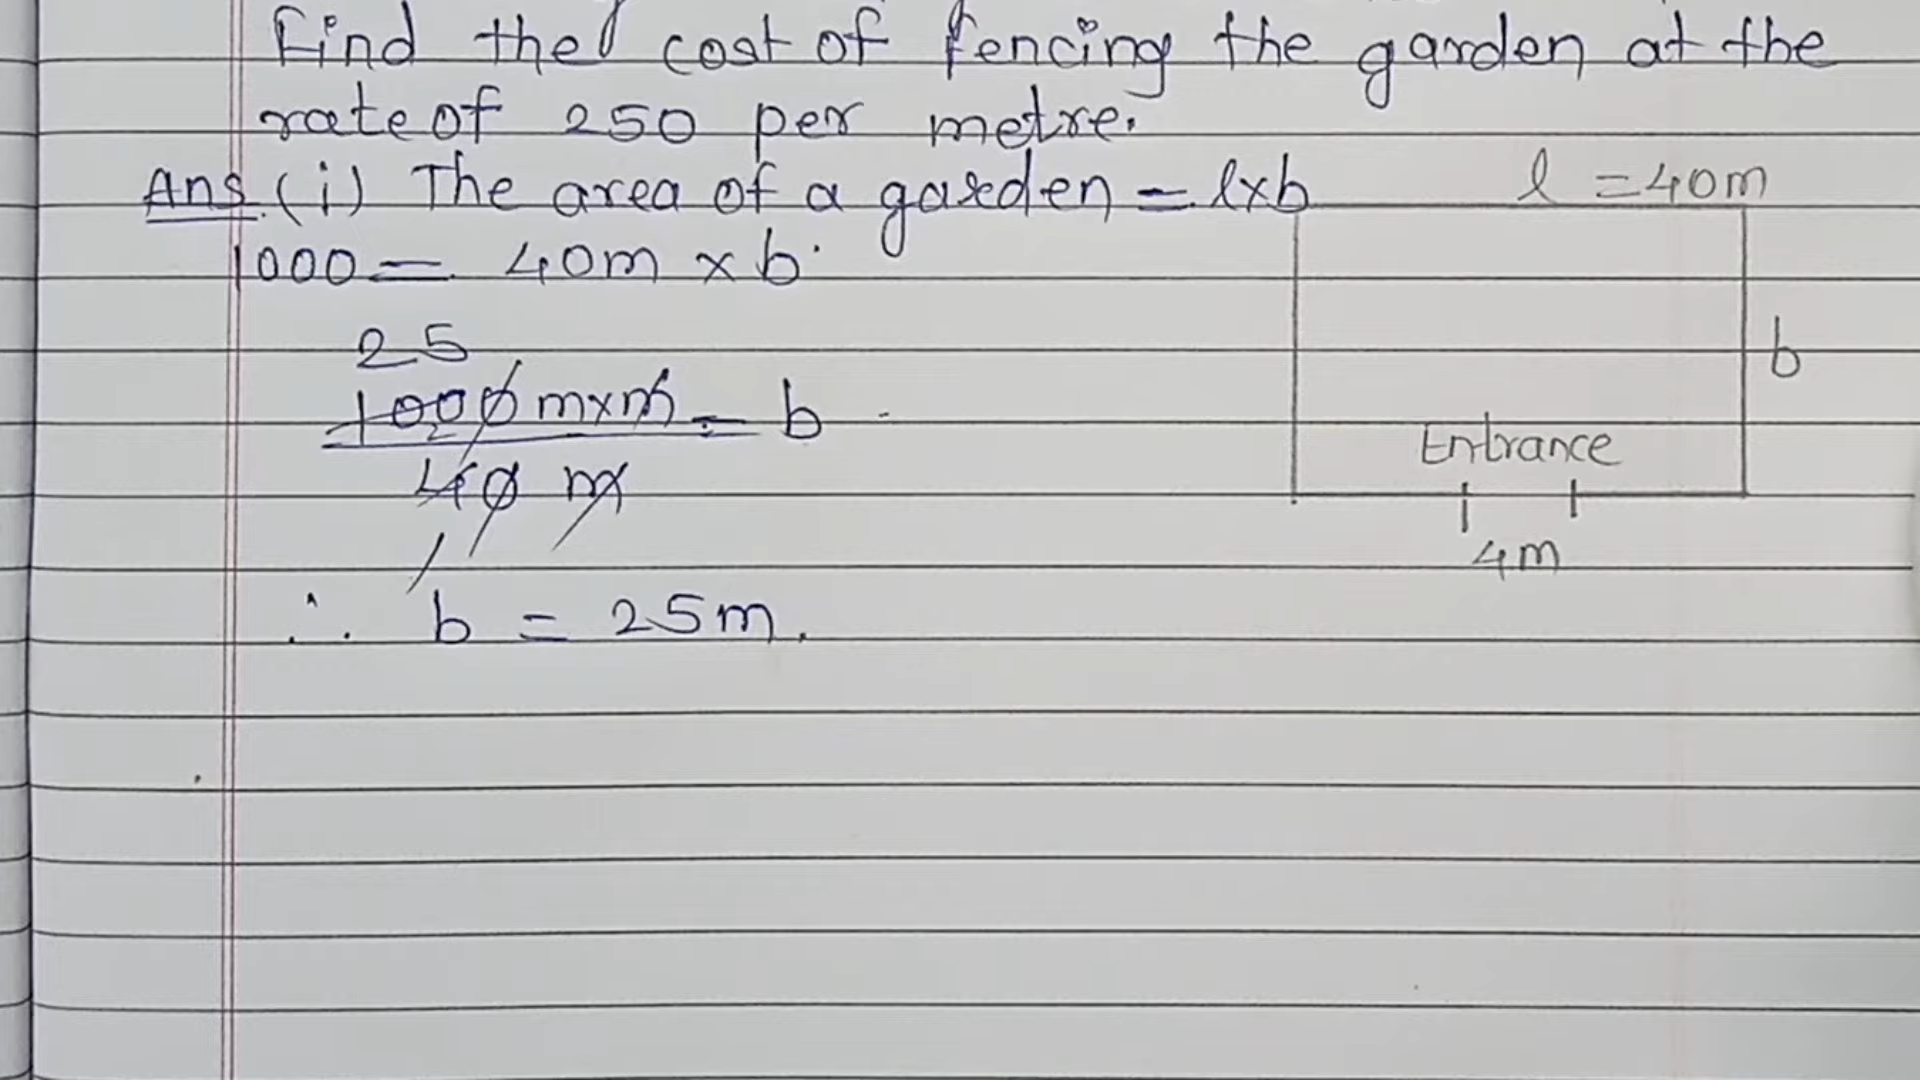 Find the cost of fencing the garden at the
rate of 250 per metre.
Ans. (i) The area of a garden = l×b
l = 40m
1000 = 40m × b
25
1000 m×m = b
2
40 m
b
Entrance
4m
∴ b = 25m.